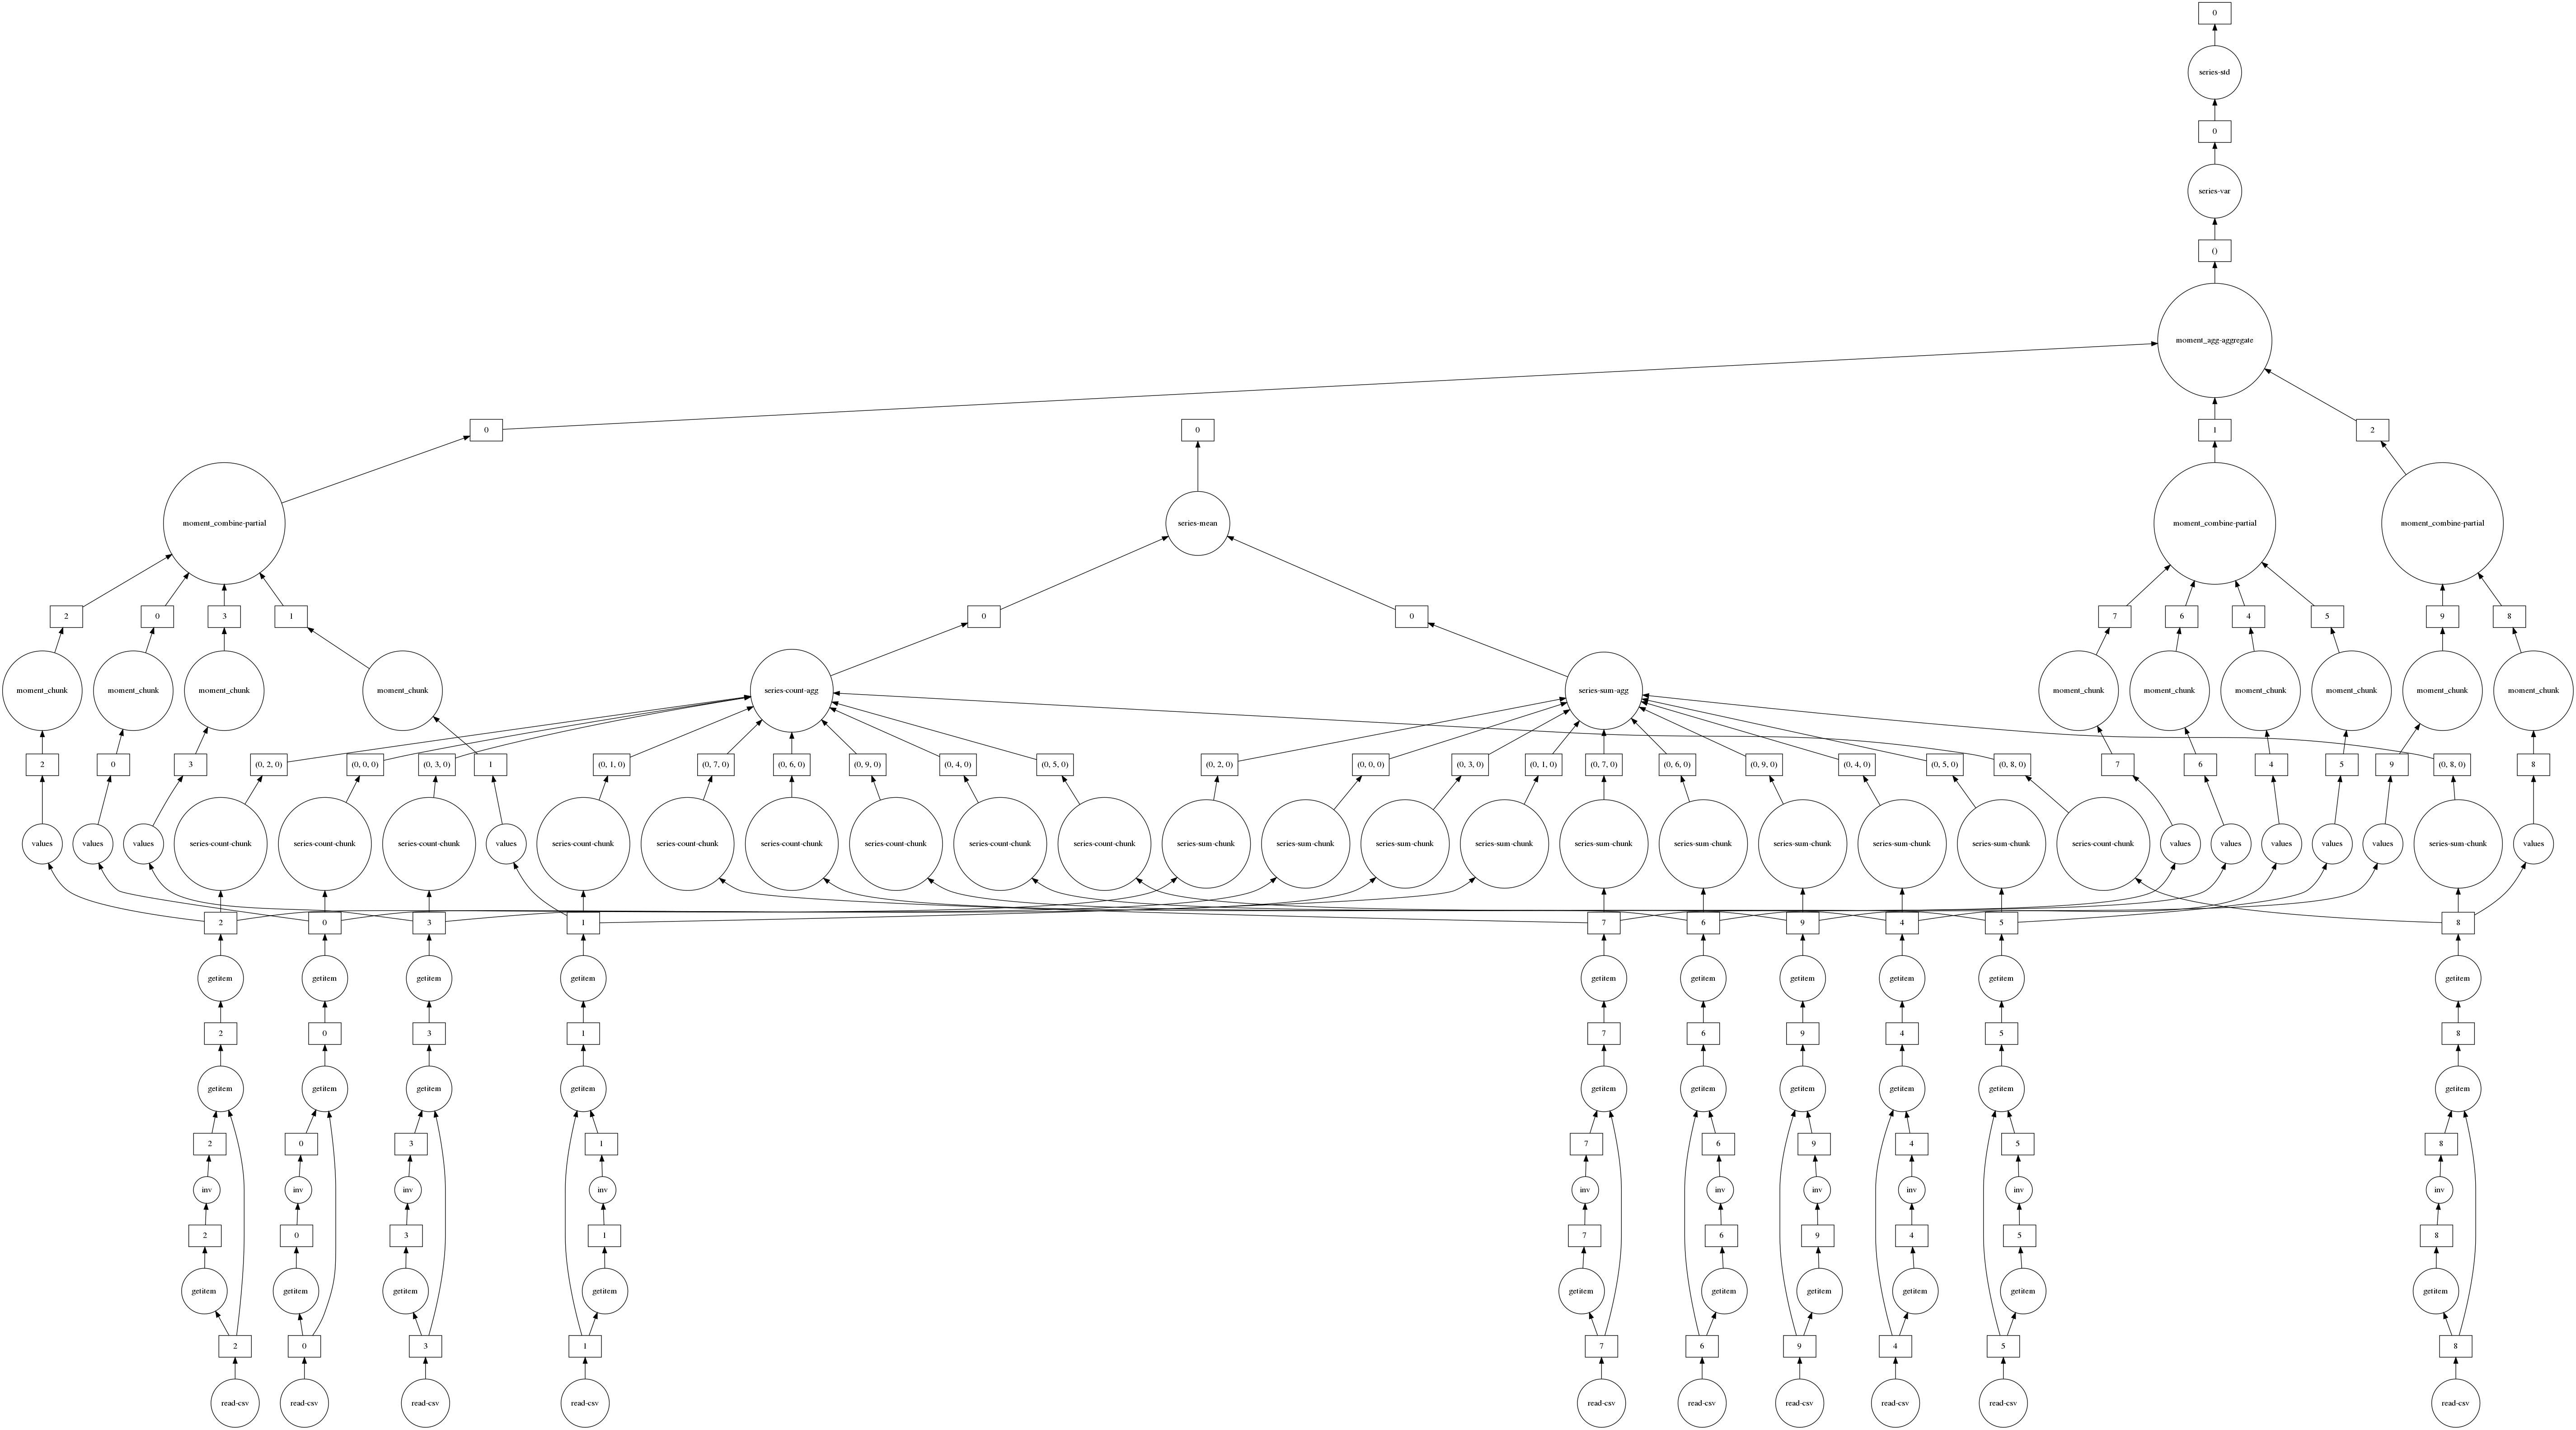 0
series-std
0
series-var
()
moment_agg-aggregate
0 0 1 2
moment_combine-partial series-mean moment_combine-partial moment_combine-partial
2 0 3 1 0 0 7 6 4 5 9 8
moment_chunk moment_chunk moment_chunk moment_chunk series-count-agg series-sum-agg moment_chunk moment_chunk moment_chunk moment_chunk moment_chunk moment_chunk
2 0 3 (0, 2, 0) (0, 0, 0) (0, 3, 0) 1 (0, 1, 0) (0, 7, 0) (0, 6, 0) (0, 9, 0) (0, 4, 0) (0, 5, 0) (0, 2, 0) (0, 0, 0) (0, 3, 0) (0, 1, 0) (0, 7, 0) (0, 6, 0) (0, 9, 0) (0, 4, 0) (0, 5, 0) (0, 8, 0) 7 6 4 5 9 (0, 8, 0) 8
values values values series-count-chunk series-count-chunk series-count-chunk values series-count-chunk series-count-chunk series-count-chunk series-count-chunk series-count-chunk series-count-chunk series-sum-chunk series-sum-chunk series-sum-chunk series-sum-chunk series-sum-chunk series-sum-chunk series-sum-chunk series-sum-chunk series-sum-chunk series-count-chunk values values values values values series-sum-chunk values
2 0 3 1 7 6 9 4 5 8
getitem getitem getitem getitem getitem getitem getitem getitem getitem getitem
2 0 3 1 7 6 9 4 5 8
getitem getitem getitem getitem getitem getitem getitem getitem getitem getitem
2 0 3 1 7 6 9 4 5 8
inv inv inv inv inv inv inv inv inv inv
2 0 3 1 7 6 9 4 5 8
getitem getitem getitem getitem getitem getitem getitem getitem getitem getitem
2 0 3 1 7 6 9 4 5 8
read-csv read-csv read-csv read-csv read-csv read-csv read-csv read-csv read-csv read-csv